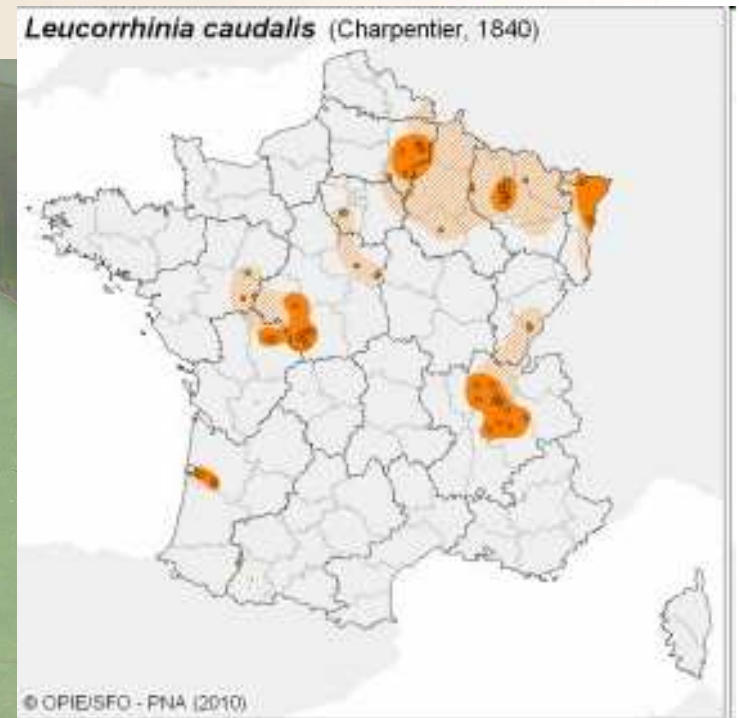 Leucorrhinia caudalis (Charpentier, 1840)
© OPIE/SFO - PNA (2010)